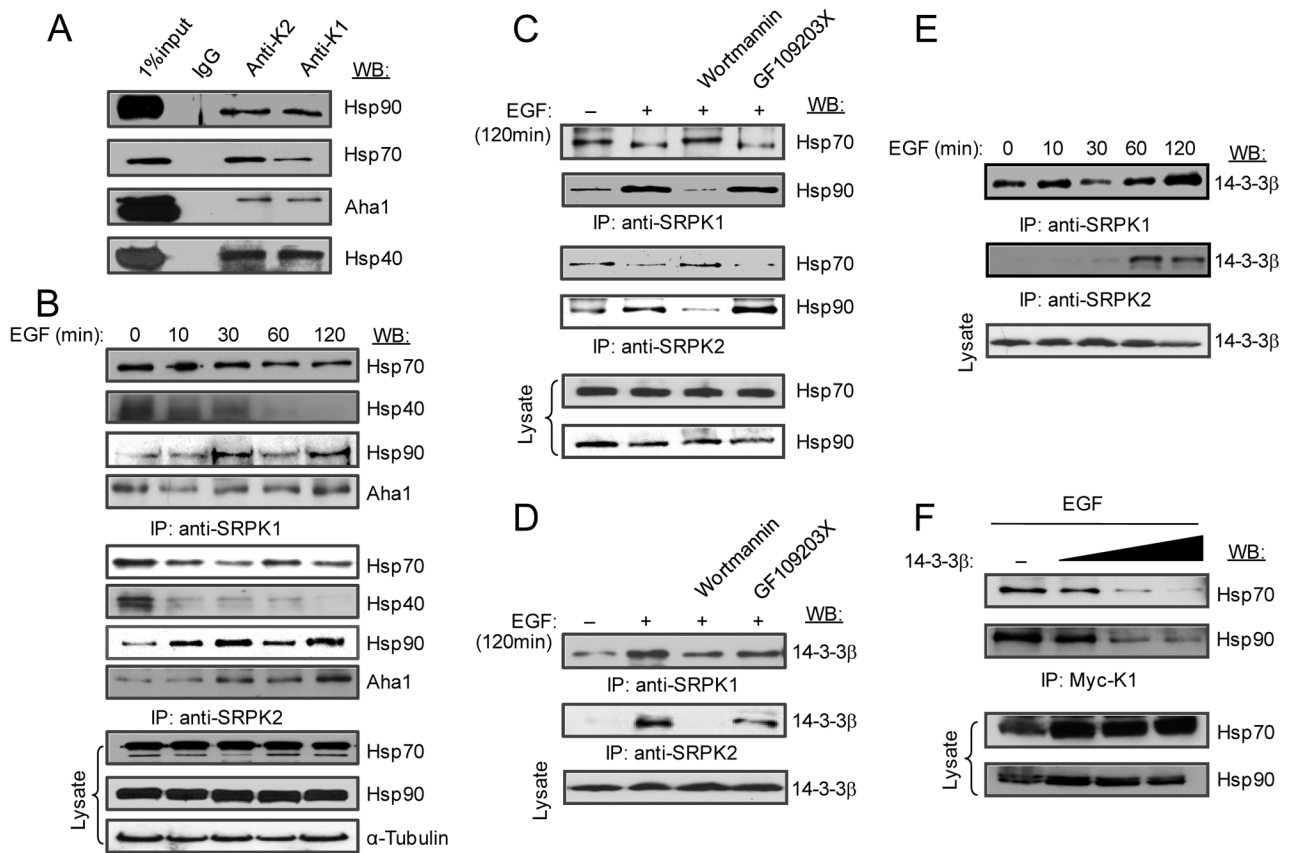 A
1%input IgG Anti-K2 Anti-K1 WB:
Hsp90
Hsp70
Aha1
Hsp40
B
EGF (min): 0 10 30 60 120 WB:
Hsp70
Hsp40
Hsp90
Aha1
IP: anti-SRPK1
Hsp70
Hsp40
Hsp90
Aha1
IP: anti-SRPK2
Lysate
Hsp70
Hsp90
α-Tubulin
C
Wortmannin GF109203X
EGF: – + + + WB:
(120min)
Hsp70
Hsp90
IP: anti-SRPK1
Hsp70
Hsp90
IP: anti-SRPK2
Lysate
Hsp70
Hsp90
D
Wortmannin GF109203X
EGF: – + + + WB:
(120min)
14-3-3β
IP: anti-SRPK1
14-3-3β
IP: anti-SRPK2
Lysate
14-3-3β
E
EGF (min): 0 10 30 60 120 WB:
14-3-3β
IP: anti-SRPK1
14-3-3β
IP: anti-SRPK2
Lysate
14-3-3β
F
EGF
14-3-3β: – WB:
Hsp70
Hsp90
IP: Myc-K1
Lysate
Hsp70
Hsp90